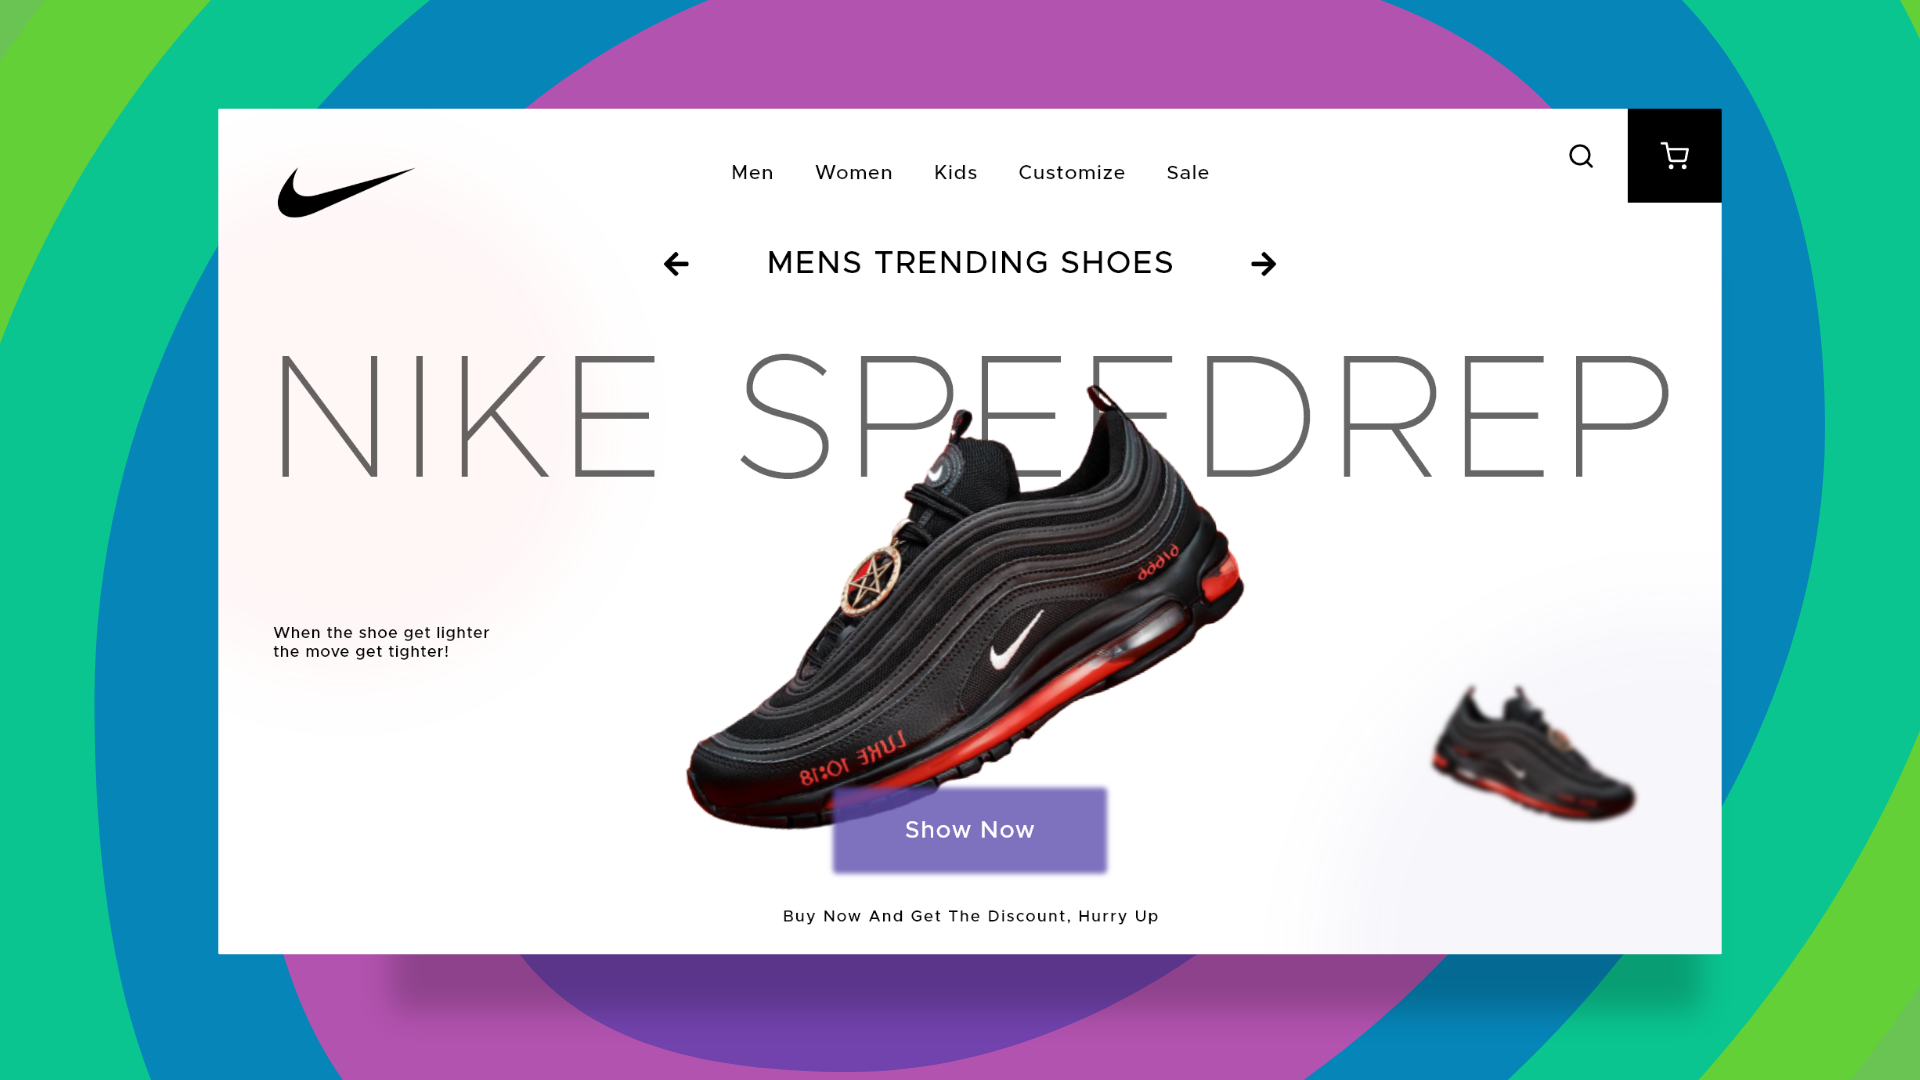 Men Women Kids Customize Sale
MENS TRENDING SHOES
NIKE SPEEDREP
When the shoe get lighter
the move get tighter!
LUKE 10:18
Show Now
Buy Now And Get The Discount, Hurry Up